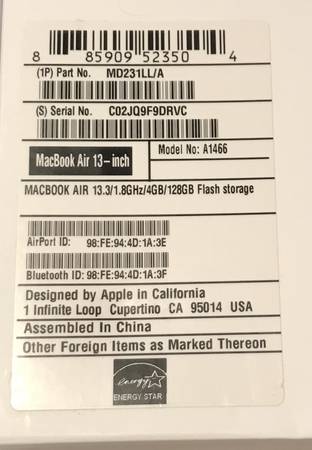 8 85909 52350 4
(1P) Part No. MD231LL/A
(S) Serial No. C02JQ9F9DRVC
MacBook Air 13-inch
Model No: A1466
MACBOOK AIR 13.3/1.8GHz/4GB/128GB Flash storage
AirPort ID: 98:FE:94:4D:1A:3E
Bluetooth ID: 98:FE:94:4D:1A:3F
Designed by Apple in California
1 Infinite Loop Cupertino CA 95014 USA
Assembled In China
Other Foreign Items as Marked Thereon
energy
ENERGY STAR